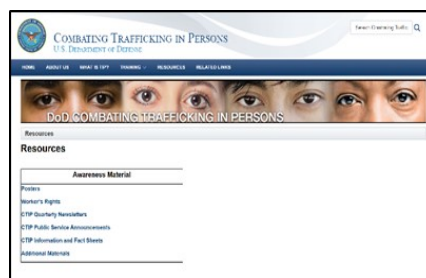 COMBATING TRAFFICKING IN PERSONS
U.S. DEPARTMENT OF DEFENSE
HOME ABOUT US WHAT IS TIP? TRAINING RESOURCES RELATED LINKS
DoD COMBATING TRAFFICKING IN PERSONS
Resources
Resources
Awareness Material
Posters
Worker's Rights
CTIP Quarterly Newsletters
CTIP Public Service Announcements
CTIP Information and Fact Sheets
Additional Materials